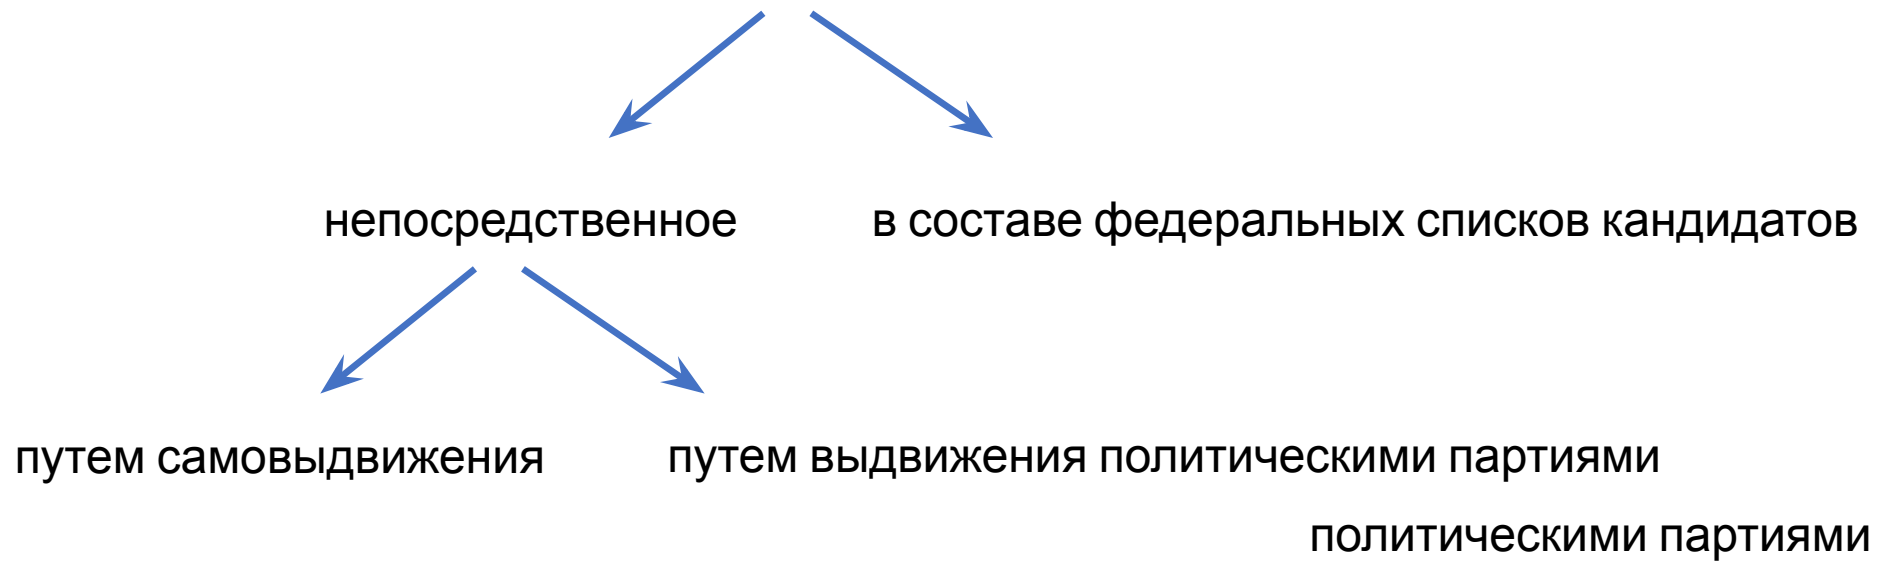 непосредственное
в составе федеральных списков кандидатов
путем самовыдвижения
путем выдвижения политическими партиями
политическими партиями